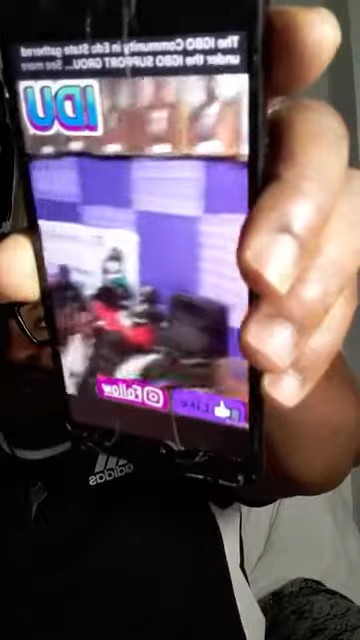 The IGBO Community in Edo State gathered
under the IGBO SUPPORT GROU... See more
IDU
Follow
Like
adidas